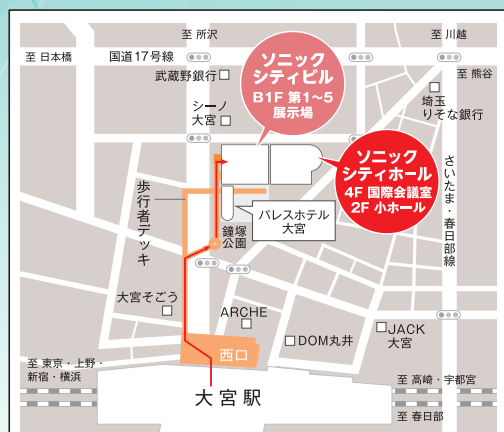 至 所沢
至 川越
至 日本橋
国道17号線
武蔵野銀行
至 熊谷
ソニック
シティビル
B1F 第1～5
展示場
シーノ
大宮
埼玉
りそな銀行
ソニック
シティホール
4F 国際会議室
2F 小ホール
さいたま・春日部線
歩行者デッキ
鐘塚
公園
パレスホテル
大宮
大宮そごう
ARCHE
DOM丸井
JACK
大宮
西口
至 東京・上野・
新宿・横浜
大宮駅
至 高崎・宇都宮
至 春日部